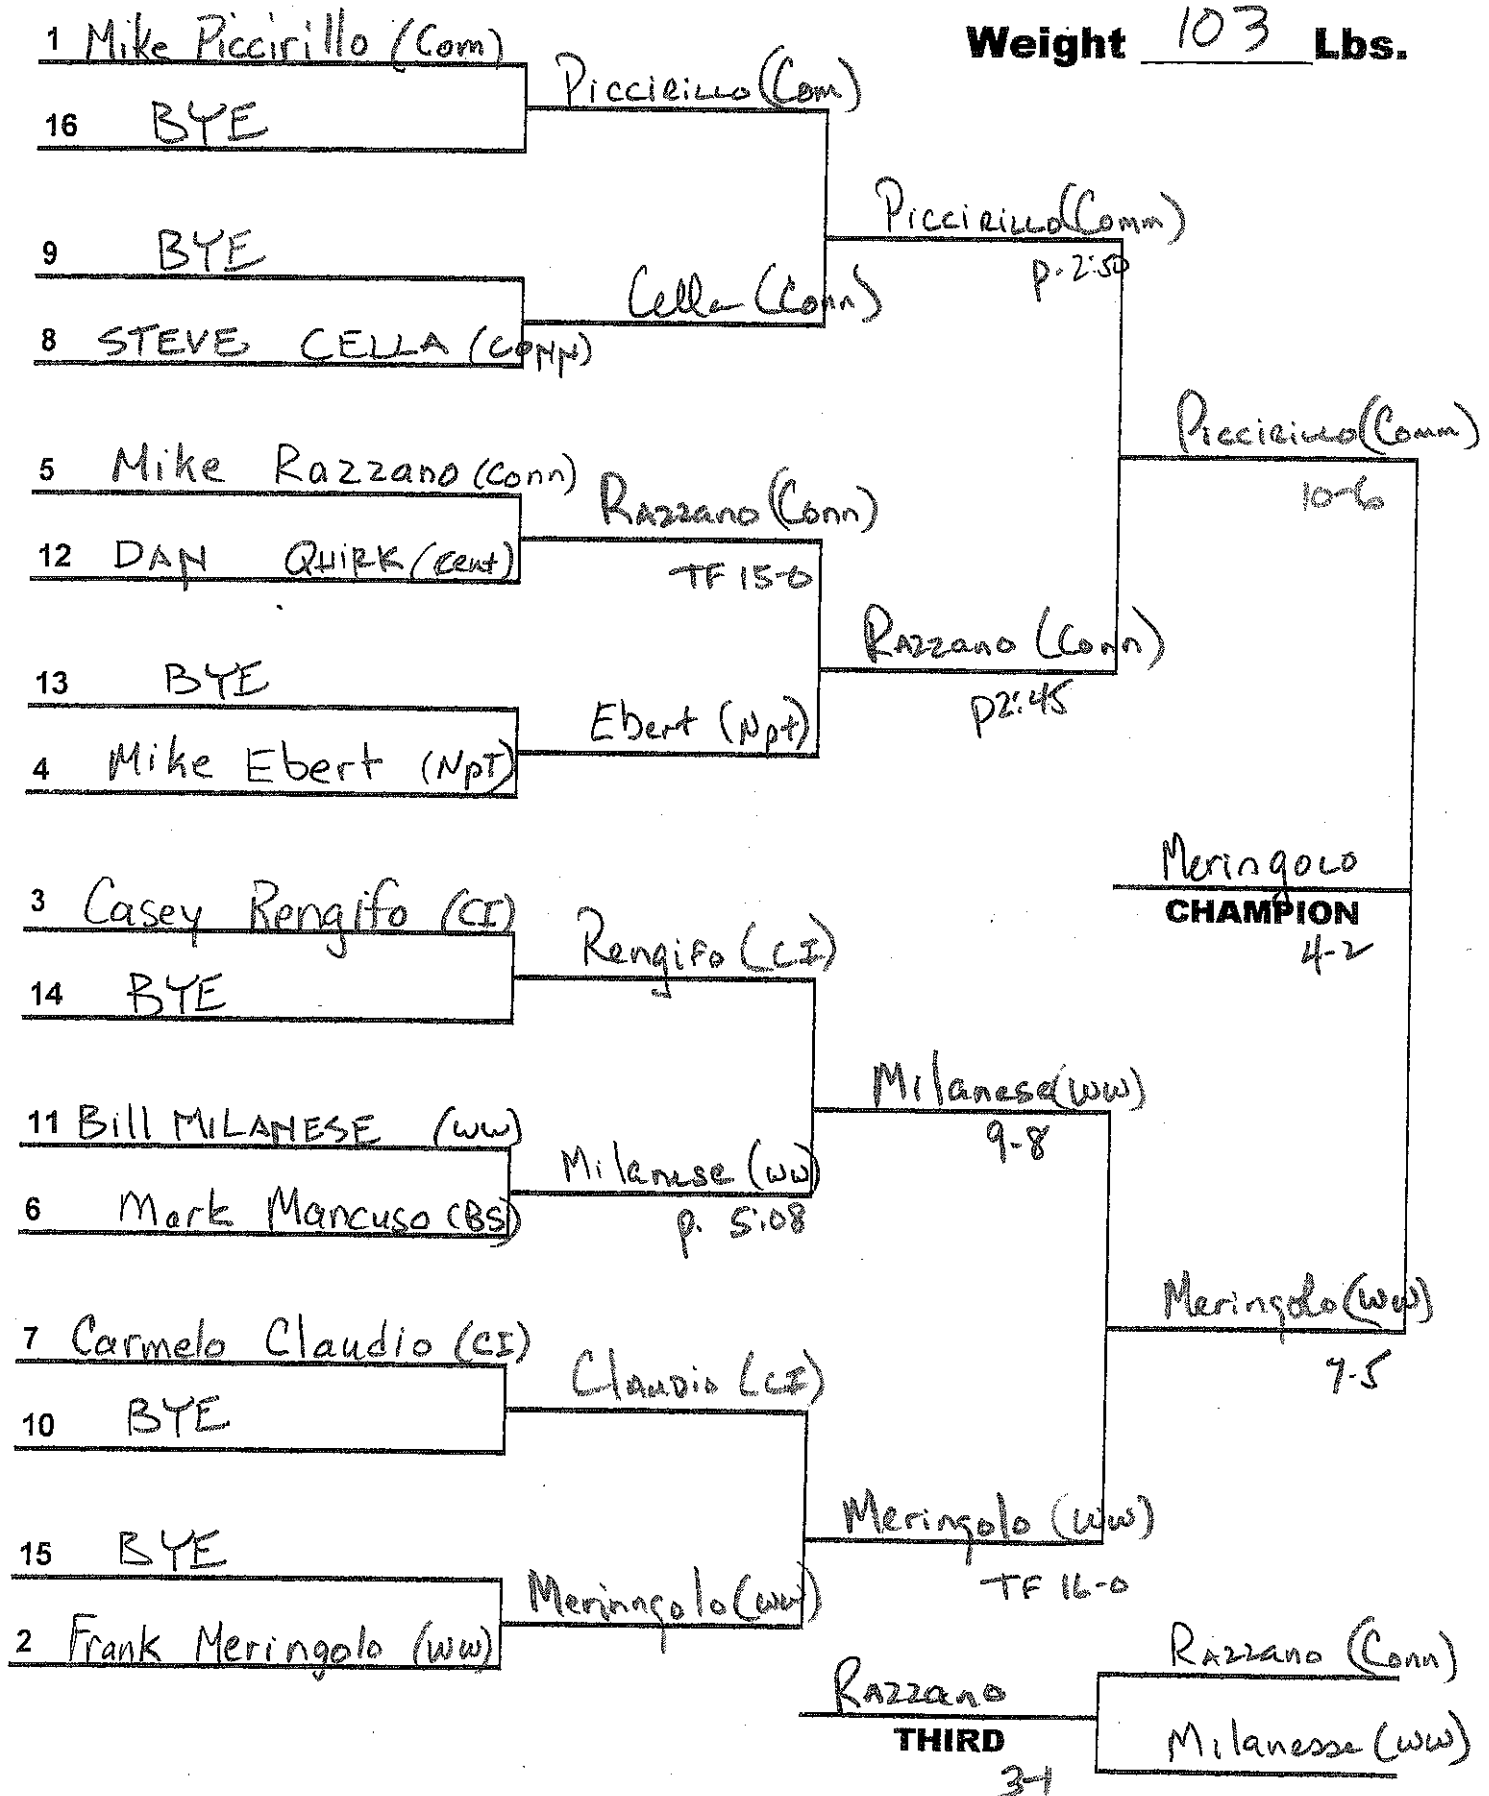 Weight 103 Lbs.
1 Mike Piccirillo (Com)
Piccirillo (Com)
16 BYE
Piccirillo (Comm)
p. 2:50
9 BYE
Cella (Conn)
8 STEVE CELLA (CONN)
Piccirillo (Comm)
10-6
5 Mike Razzano (Conn)
Razzano (Conn)
12 DAN QUIRK (Cent)
TF 15-0
Razzano (Conn)
p2:45
13 BYE
Ebert (Npt)
4 Mike Ebert (NpT)
Meringolo
CHAMPION
4-2
3 Casey Rengifo (CI)
Rengifo (CI)
14 BYE
Milanese (WW)
9-8
11 Bill MILANESE (WW)
Milanese (WW)
6 Mark Mancuso (BS)
p. 5:08
Meringolo (WW)
7-5
7 Carmelo Claudio (CI)
Claudio (CI)
10 BYE
Meringolo (WW)
TF 16-0
15 BYE
Merinngolo (WW)
2 Frank Meringolo (WW)
Razzano (Conn)
Razzano
THIRD
3-1
Milanesse (WW)